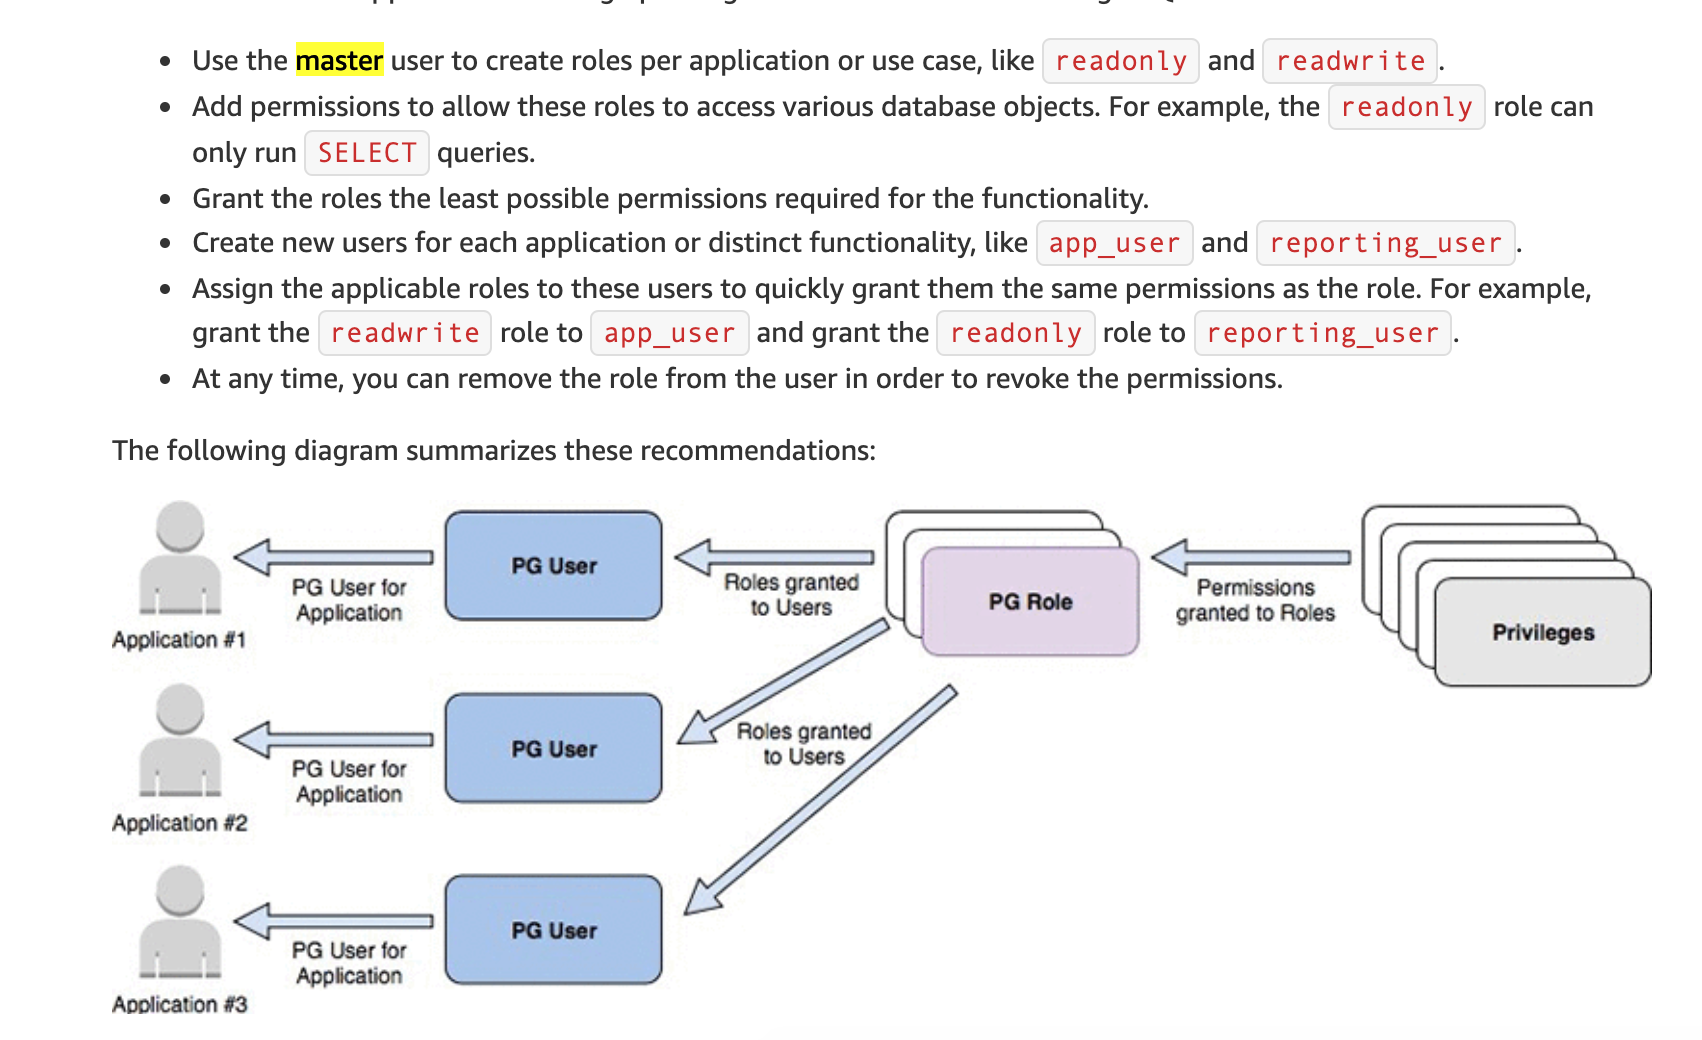 Use the master user to create roles per application or use case, like readonly and readwrite.
Add permissions to allow these roles to access various database objects. For example, the readonly role can
only run SELECT queries.
Grant the roles the least possible permissions required for the functionality.
Create new users for each application or distinct functionality, like app_user and reporting_user.
Assign the applicable roles to these users to quickly grant them the same permissions as the role. For example,
grant the readwrite role to app_user and grant the readonly role to reporting_user.
At any time, you can remove the role from the user in order to revoke the permissions.
The following diagram summarizes these recommendations:
Application #1
PG User for
Application
PG User
Roles granted
to Users
PG Role
Permissions
granted to Roles
Privileges
Application #2
PG User for
Application
PG User
Roles granted
to Users
Application #3
PG User for
Application
PG User